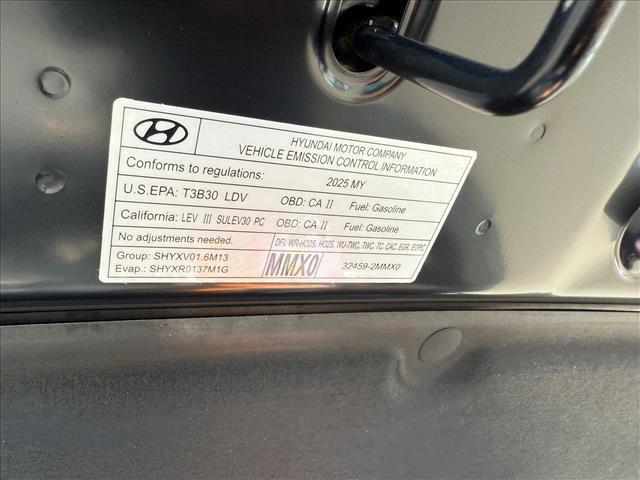 HYUNDAI MOTOR COMPANY
VEHICLE EMISSION CONTROL INFORMATION
Conforms to regulations: 2025 MY
U.S.EPA: T3B30 LDV OBD: CA II Fuel: Gasoline
California: LEV III SULEV30 PC OBD: CA II Fuel: Gasoline
No adjustments needed. DFI, WR-HO2S, HO2S, WU-TWC, TWC, TC, CAC, EGR, EGRC
Group: SHYXV01.6M13
Evap.: SHYXR0137M1G
MMX0 32459-2MMX0